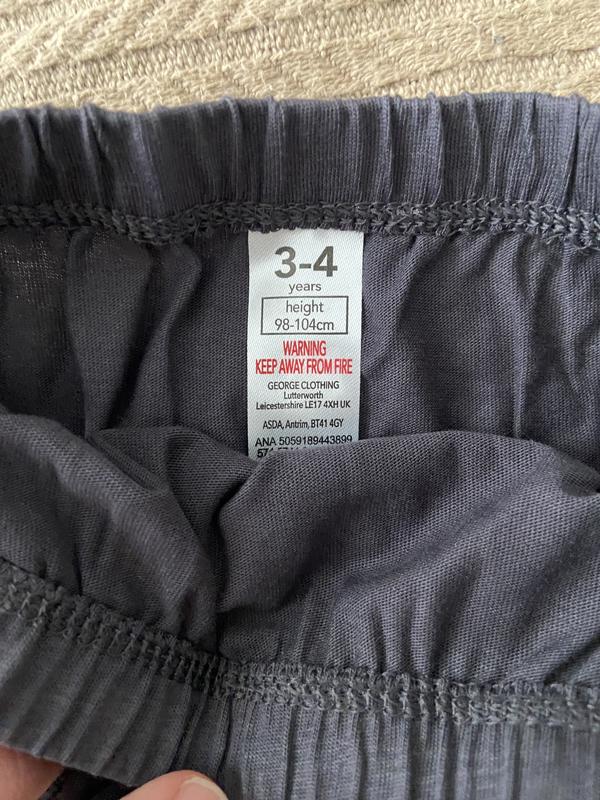 3-4
years
height
98-104cm
WARNING
KEEP AWAY FROM FIRE
GEORGE CLOTHING
Lutterworth
Leicestershire LE17 4XH UK
ASDA, Antrim, BT41 4GY
ANA 5059189443899